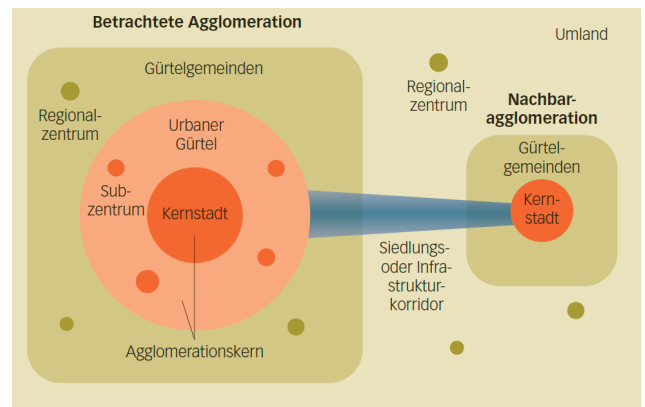 Betrachtete Agglomeration
Umland
Gürtelgemeinden
Regional-
zentrum
Urbaner
Gürtel
Sub-
zentrum
Kernstadt
Agglomerationskern
Regional-
zentrum
Nachbar-
agglomeration
Gürtel-
gemeinden
Kern-
stadt
Siedlungs-
oder Infra-
struktur-
korridor